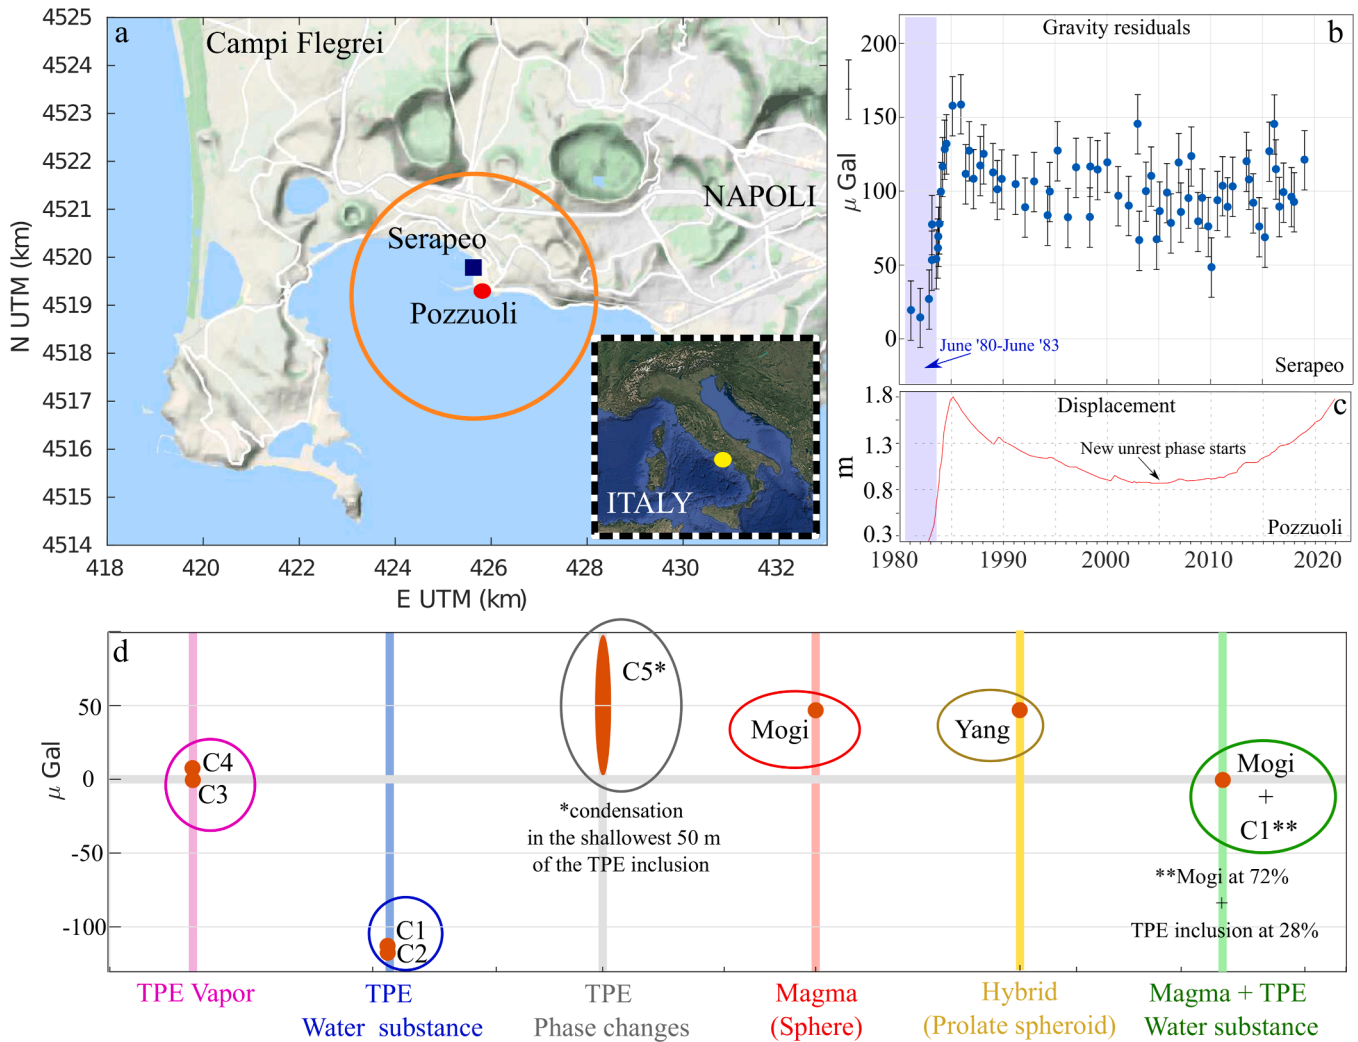 a
Campi Flegrei
NAPOLI
Serapeo
Pozzuoli
ITALY
4525
4524
4523
4522
4521
4520
4519
4518
4517
4516
4515
4514
N UTM (km)
418
420
422
424
426
428
430
432
E UTM (km)
b
Gravity residuals
200
150
100
50
0
μ Gal
June '80-June '83
Serapeo
c
Displacement
New unrest phase starts
Pozzuoli
1.8
1.3
0.8
0.3
m
1980
1990
2000
2010
2020
d
50
0
-50
-100
μ Gal
C4
C3
C1
C2
C5*
*condensation
in the shallowest 50 m
of the TPE inclusion
Mogi
Yang
Mogi
+
C1**
**Mogi at 72%
+
TPE inclusion at 28%
TPE Vapor
TPE
Water substance
TPE
Phase changes
Magma
(Sphere)
Hybrid
(Prolate spheroid)
Magma + TPE
Water substance